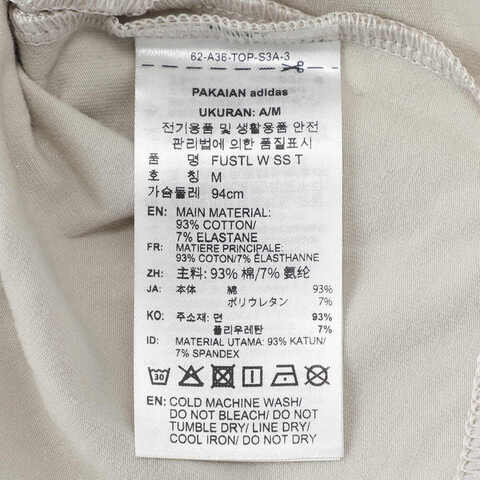 62-A36-TOP-S3A-3
PAKAIAN adidas
UKURAN: A/M
전기용품 및 생활용품 안전
관리법에 의한 품질표시
품 명 FUSTL W SS T
호 칭 M
가슴둘레 94cm
EN: MAIN MATERIAL:
93% COTTON/
7% ELASTANE
FR: MATIERE PRINCIPALE:
93% COTON/7% ÉLASTHANNE
ZH: 主料: 93% 棉/7% 氨纶
JA: 本体 綿 93%
ポリウレタン 7%
KO: 주소재: 면 93%
폴리우레탄 7%
ID: MATERIAL UTAMA: 93% KATUN/
7% SPANDEX
30
EN: COLD MACHINE WASH/
DO NOT BLEACH/ DO NOT
TUMBLE DRY/ LINE DRY/
COOL IRON/ DO NOT DRY